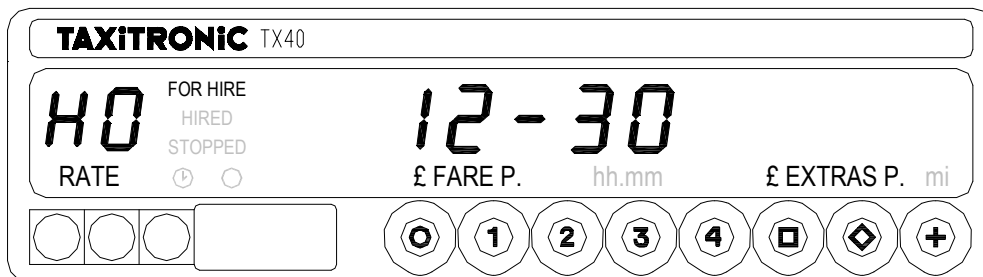 TAXiTRONiC TX40
H0 FOR HIRE 12-30
HIRED
STOPPED
RATE £ FARE P. hh.mm £ EXTRAS P. mi
O 1 2 3 4 +